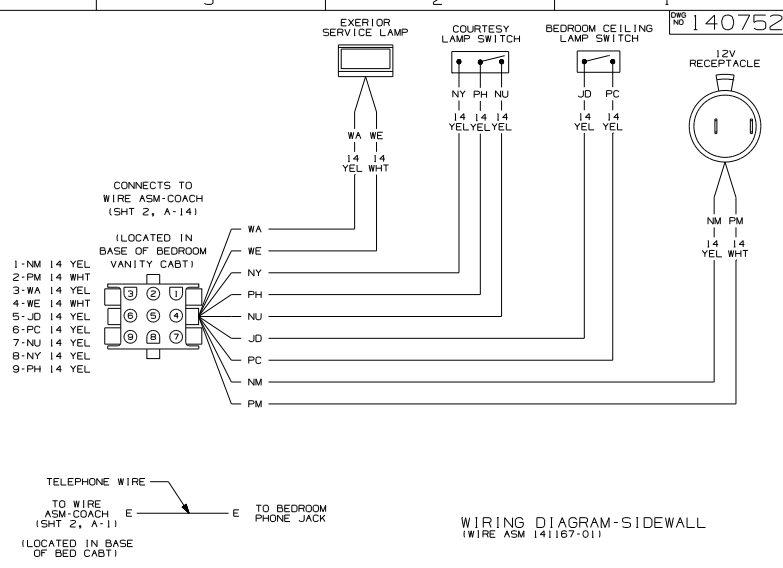 3
2
1
DWG NO 140752
EXERIOR
SERVICE LAMP
COURTESY
LAMP SWITCH
BEDROOM CEILING
LAMP SWITCH
12V
RECEPTACLE
NY PH NU
14 14 14
YEL YEL YEL
JD PC
14 14
YEL YEL
WA WE
14 14
YEL WHT
NM PM
14 14
YEL WHT
CONNECTS TO
WIRE ASM-COACH
(SHT 2, A-14)
(LOCATED IN
BASE OF BEDROOM
VANITY CABT)
1-NM 14 YEL
2-PM 14 WHT
3-WA 14 YEL
4-WE 14 WHT
5-JD 14 YEL
6-PC 14 YEL
7-NU 14 YEL
8-NY 14 YEL
9-PH 14 YEL
3 2 1
6 5 4
9 8 7
WA
WE
NY
PH
NU
JD
PC
NM
PM
TELEPHONE WIRE
TO WIRE
ASM-COACH
(SHT 2, A-1)
(LOCATED IN BASE
OF BED CABT)
E E
TO BEDROOM
PHONE JACK
WIRING DIAGRAM-SIDEWALL
(WIRE ASM 141167-01)